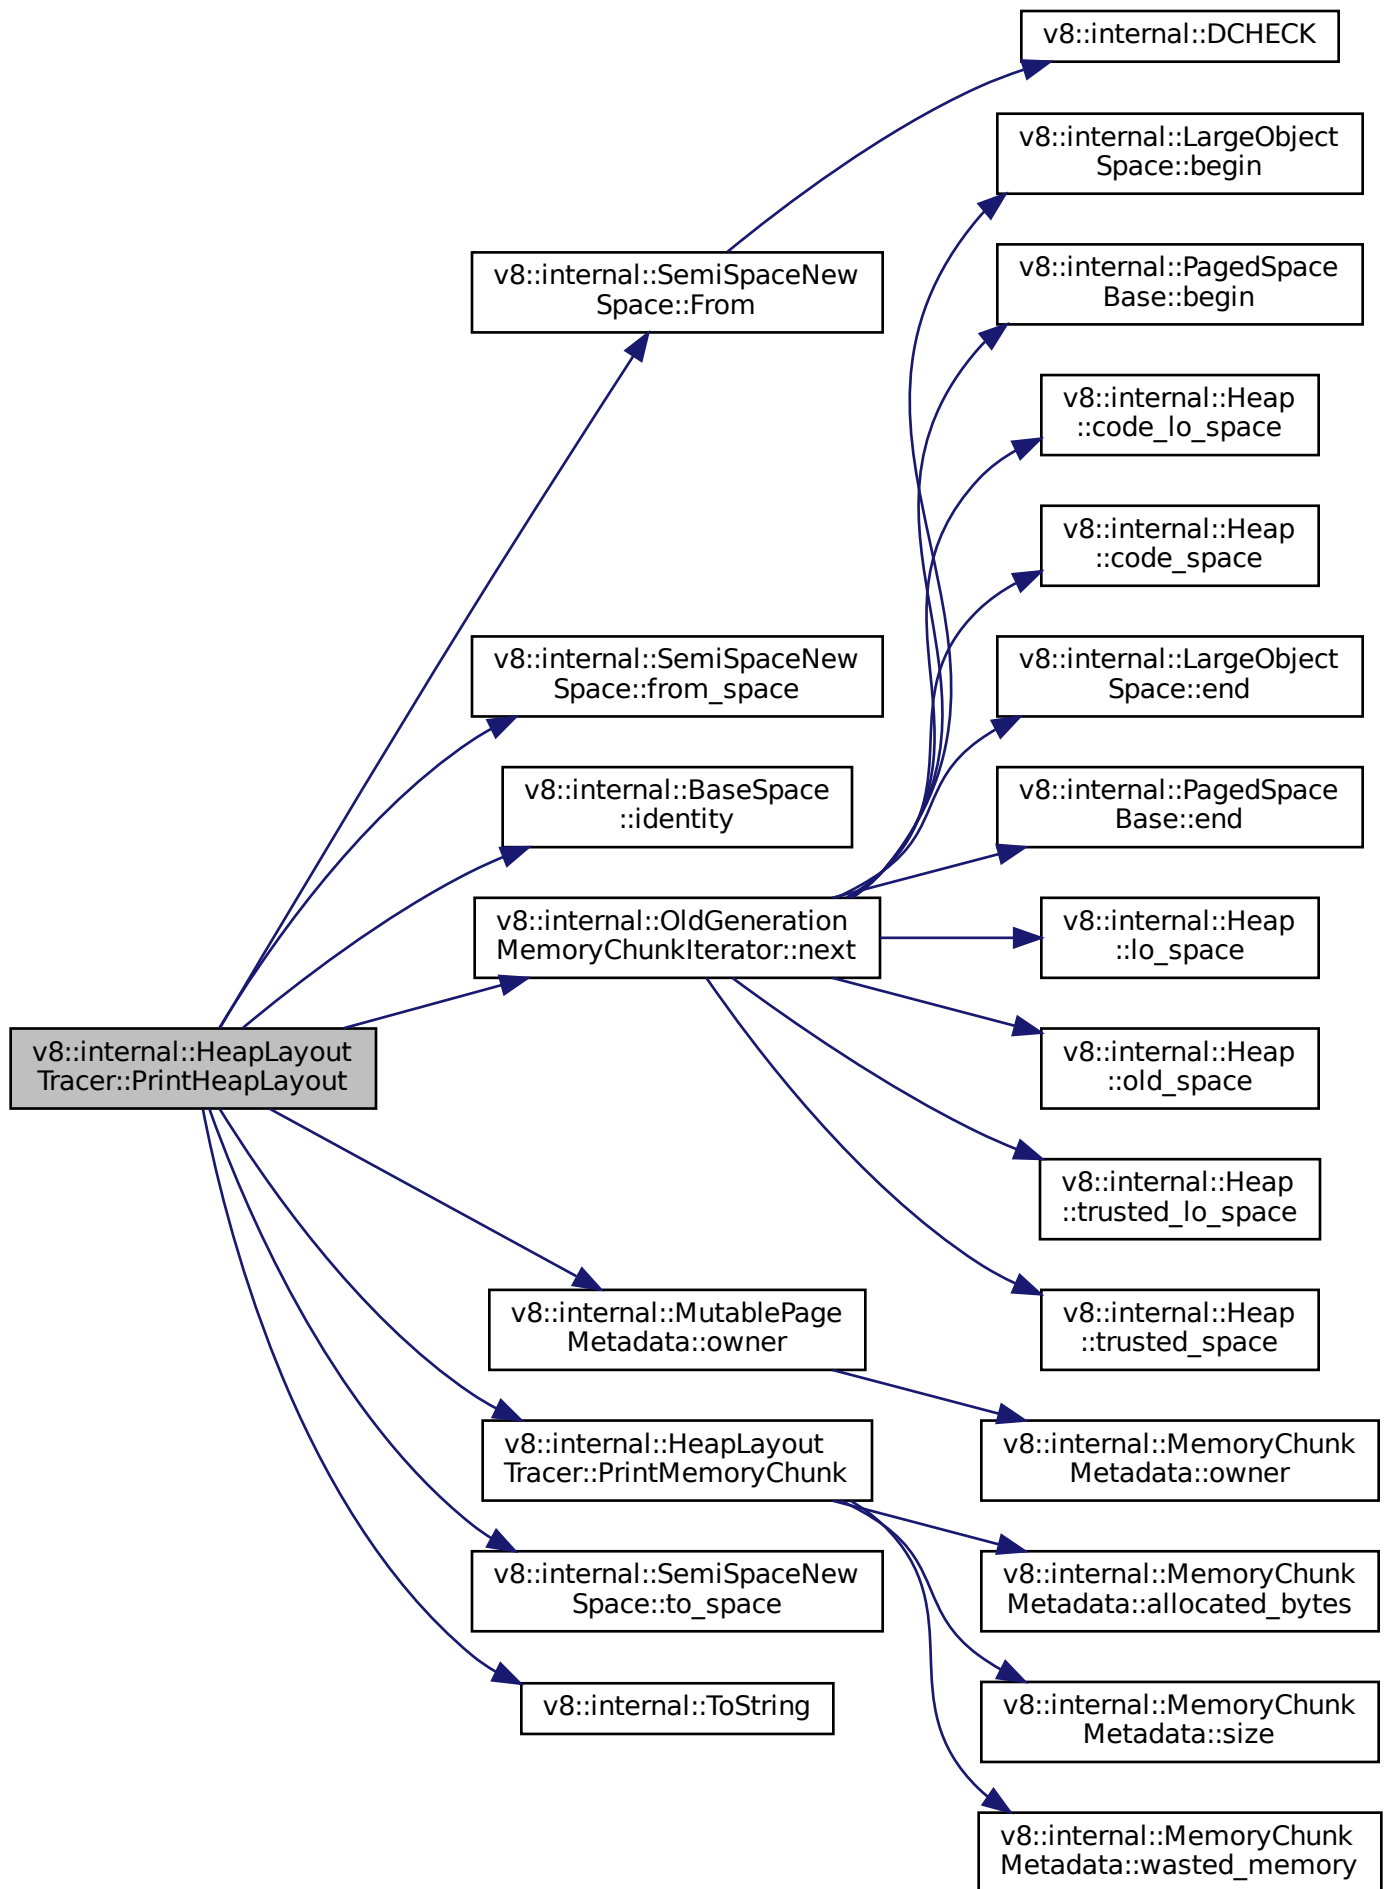 v8::internal::DCHECK
v8::internal::LargeObject
Space::begin
v8::internal::SemiSpaceNew
Space::From
v8::internal::PagedSpace
Base::begin
v8::internal::Heap
::code_lo_space
v8::internal::Heap
::code_space
v8::internal::SemiSpaceNew
Space::from_space
v8::internal::LargeObject
Space::end
v8::internal::BaseSpace
::identity
v8::internal::PagedSpace
Base::end
v8::internal::OldGeneration
MemoryChunkIterator::next
v8::internal::Heap
::lo_space
v8::internal::HeapLayout
Tracer::PrintHeapLayout
v8::internal::Heap
::old_space
v8::internal::Heap
::trusted_lo_space
v8::internal::MutablePage
Metadata::owner
v8::internal::Heap
::trusted_space
v8::internal::HeapLayout
Tracer::PrintMemoryChunk
v8::internal::MemoryChunk
Metadata::owner
v8::internal::SemiSpaceNew
Space::to_space
v8::internal::MemoryChunk
Metadata::allocated_bytes
v8::internal::ToString
v8::internal::MemoryChunk
Metadata::size
v8::internal::MemoryChunk
Metadata::wasted_memory